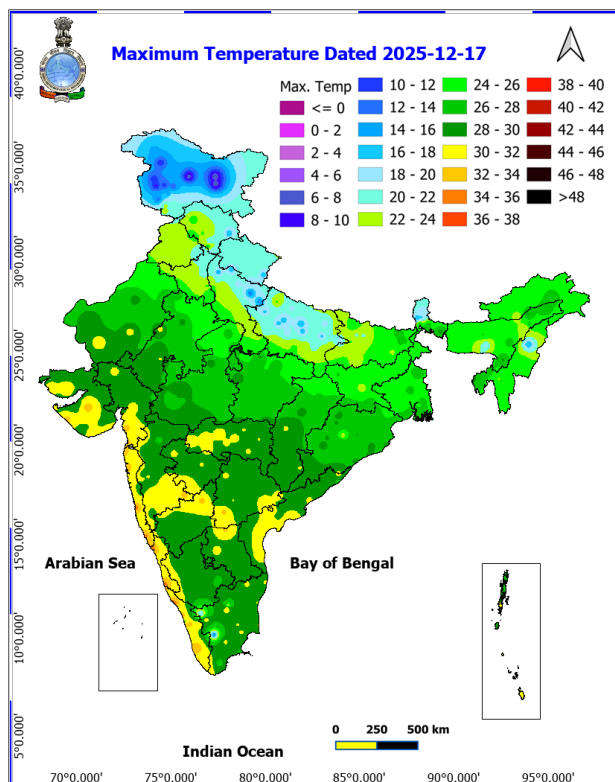 Maximum Temperature Dated 2025-12-17
Max. Temp
<= 0
0 - 2
2 - 4
4 - 6
6 - 8
8 - 10
10 - 12
12 - 14
14 - 16
16 - 18
18 - 20
20 - 22
22 - 24
24 - 26
26 - 28
28 - 30
30 - 32
32 - 34
34 - 36
36 - 38
38 - 40
40 - 42
42 - 44
44 - 46
46 - 48
>48
40°0.000'
35°0.000'
30°0.000'
25°0.000'
20°0.000'
15°0.000'
10°0.000'
5°0.000'
Arabian Sea
Bay of Bengal
Indian Ocean
0 250 500 km
70°0.000' 75°0.000' 80°0.000' 85°0.000' 90°0.000' 95°0.000'